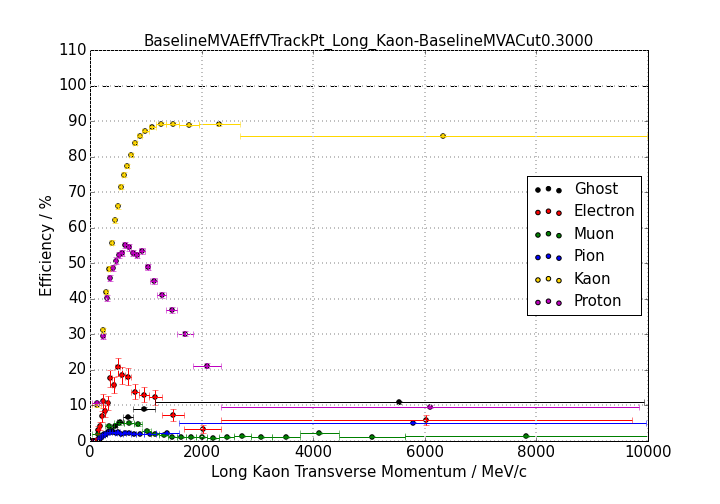 BaselineMVAEffVTrackPt_Long_Kaon-BaselineMVACut0.3000
110
100
90
80
70
60
50
40
30
20
10
0
Efficiency / %
Ghost
Electron
Muon
Pion
Kaon
Proton
0 2000 4000 6000 8000 10000
Long Kaon Transverse Momentum / MeV/c